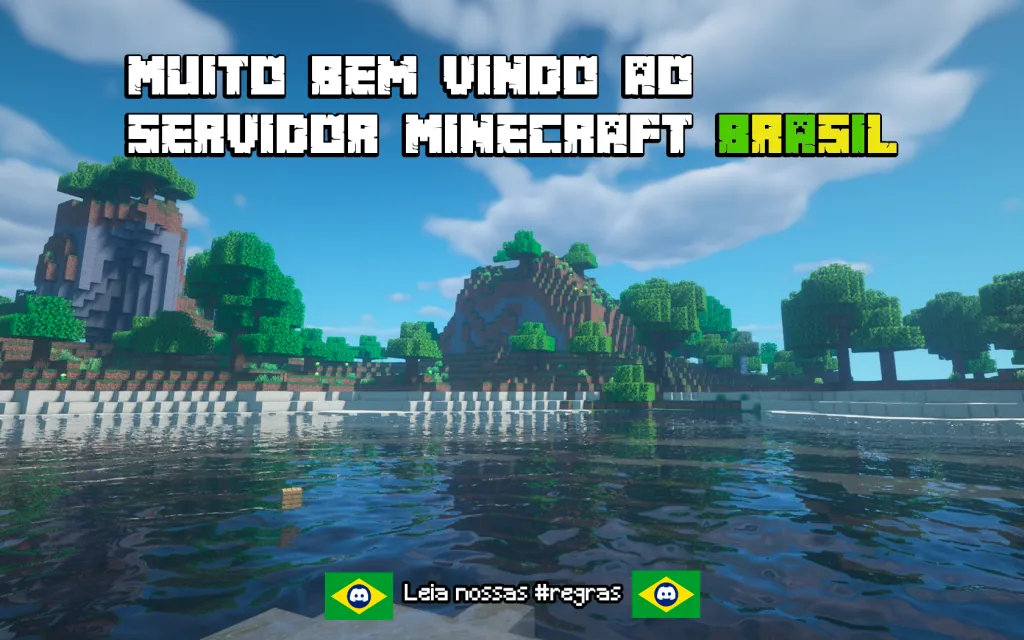 MUITO BEM VINDO AO
SERVIDOR MINECRAFT BRASIL
Leia nossas #regras